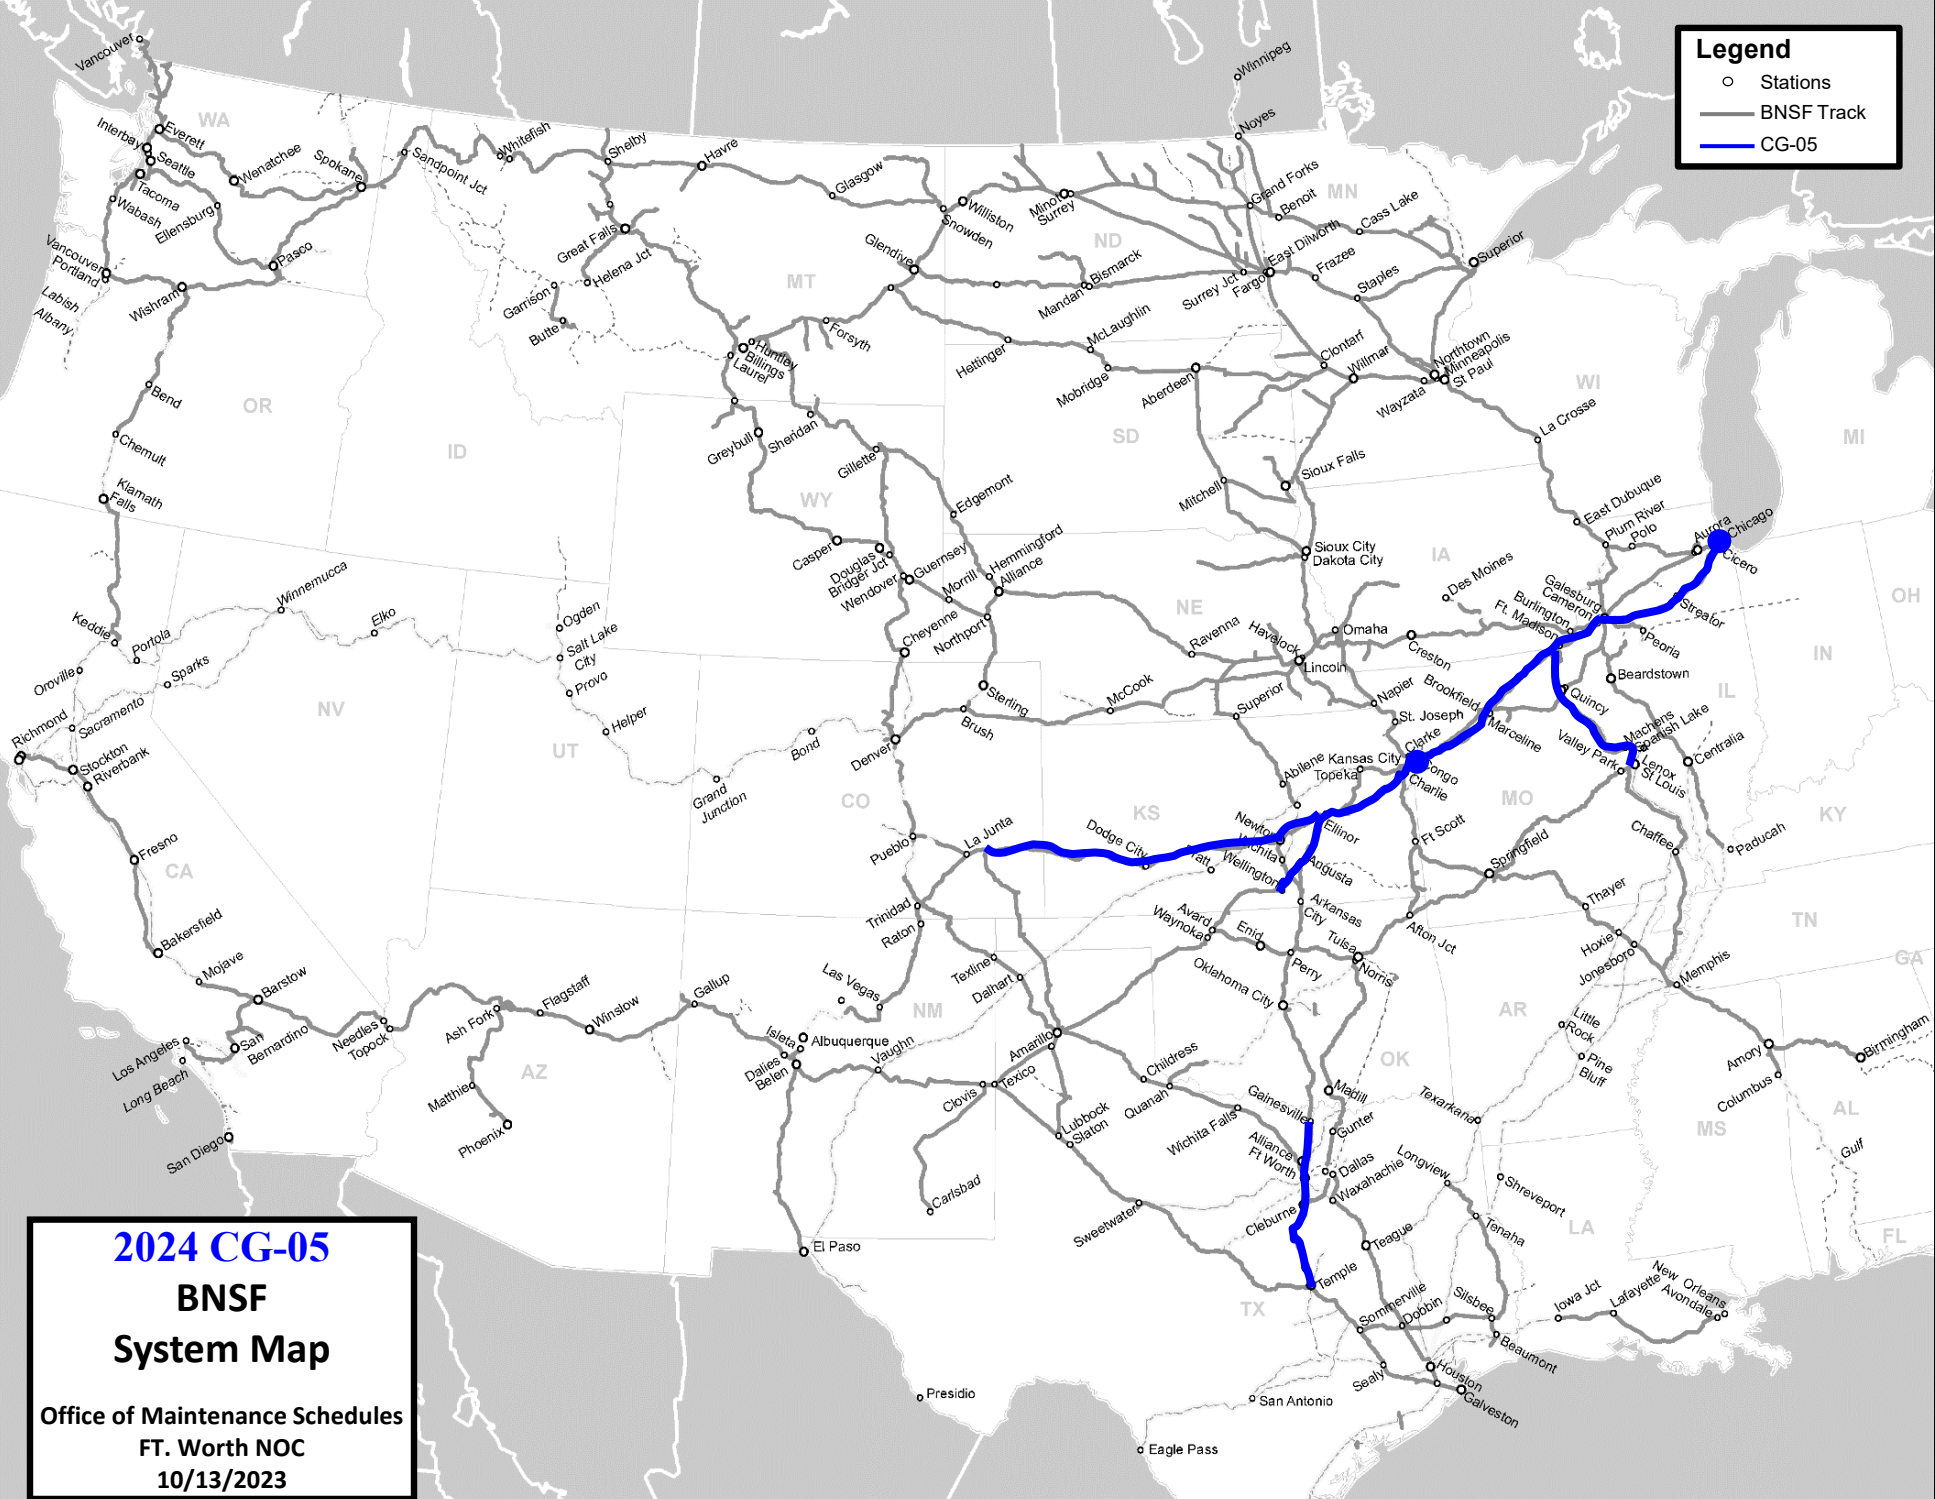 Legend
Stations
BNSF Track
CG-05
Vancouver
WA
Everett
Interbay
Seattle
Tacoma
Wabash
Wenatchee
Ellensburg
Spokane
Sandpoint Jct
Whitefish
Shelby
Havre
Glasgow
Williston
Snowden
Minot
Surrey
Winnipeg
Noyes
Grand Forks
Benoit
MN
Cass Lake
Superior
Vancouver
Portland
Labish
Albany
Wishram
Pasco
Great Falls
Helena Jct
Garrison
Butte
MT
Glendive
ND
Bismarck
Mandan
Surrey Jct
Fargo
East Dilworth
Frazee
Staples
Huntley
Billings
Laurel
Forsyth
Hettinger
McLaughlin
Mobridge
Aberdeen
Clontarf
Willmar
Wayzata
Northtown
Minneapolis
St Paul
WI
La Crosse
MI
Bend
OR
Chemult
ID
Klamath
Falls
Greybull
Sheridan
Gillette
WY
SD
Edgemont
Mitchell
Sioux Falls
East Dubuque
Plum River
Polo
Aurora
Chicago
Cicero
Casper
Douglas
Bridger Jct
Wendover
Guernsey
Morrill
Hemmingford
Alliance
Northport
Cheyenne
Sioux City
Dakota City
IA
Des Moines
NE
Galesburg
Cameron
Burlington
Ft. Madison
Streator
Peoria
OH
Keddie
Portola
Winnemucca
Elko
Ogden
Salt Lake
City
Provo
Helper
Oroville
Sparks
Sacramento
Richmond
Stockton
Riverbank
NV
UT
Grand
Junction
Bond
Denver
Sterling
Brush
McCook
Ravenna
Havelock
Omaha
Lincoln
Creston
Superior
Napier
St. Joseph
Brookfield
Marceline
Quincy
Beardstown
IL
IN
Machens
Spanish Lake
Valley Park
Lenox
St Louis
Centralia
Clarke
Kansas City
Congo
Charlie
Topeka
Abilene
CO
KS
MO
KY
Fresno
CA
Pueblo
La Junta
Dodge City
Pratt
Newton
Wichita
Wellington
Ellinor
Augusta
Ft Scott
Springfield
Chaffee
Paducah
Bakersfield
Mojave
Barstow
Trinidad
Raton
Avard
Waynoka
Enid
Arkansas
City
Perry
Tulsa
Norris
Afton Jct
Thayer
Hoxie
Jonesboro
TN
Memphis
GA
Los Angeles
Long Beach
San
Bernardino
San Diego
Needles
Topock
Ash Fork
Flagstaff
Winslow
Gallup
Las Vegas
NM
Texline
Dalhart
Oklahoma City
AR
Little
Rock
Pine
Bluff
Matthie
Phoenix
AZ
Isleta
Albuquerque
Dalies
Belen
Vaughn
Clovis
Texico
Amarillo
Childress
Quanah
OK
Texarkana
Amory
Columbus
Birmingham
MS
AL
Carlsbad
Lubbock
Slaton
Wichita Falls
Gainesville
Madill
Gunter
Alliance
Ft Worth
Dallas
Waxahachie
Longview
Shreveport
Gulf
El Paso
Sweetwater
Cleburne
Teague
Tenaha
LA
FL
TX
Temple
Sommerville
Dobbin
Silsbee
Beaumont
Iowa Jct
Lafayette
New Orleans
Avondale
Sealy
Houston
Galveston
San Antonio
Presidio
Eagle Pass
2024 CG-05
BNSF
System Map
Office of Maintenance Schedules
FT. Worth NOC
10/13/2023